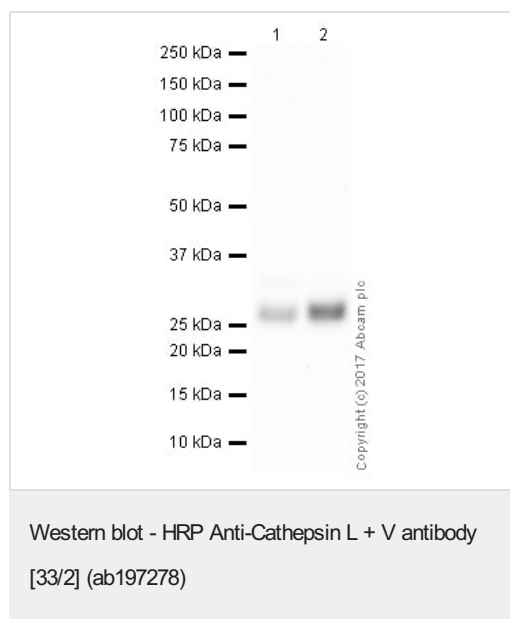 1 2
250 kDa
150 kDa
100 kDa
75 kDa
50 kDa
37 kDa
25 kDa
20 kDa
15 kDa
10 kDa
Copyright (c) 2017 Abcam plc
Western blot - HRP Anti-Cathepsin L + V antibody
[33/2] (ab197278)